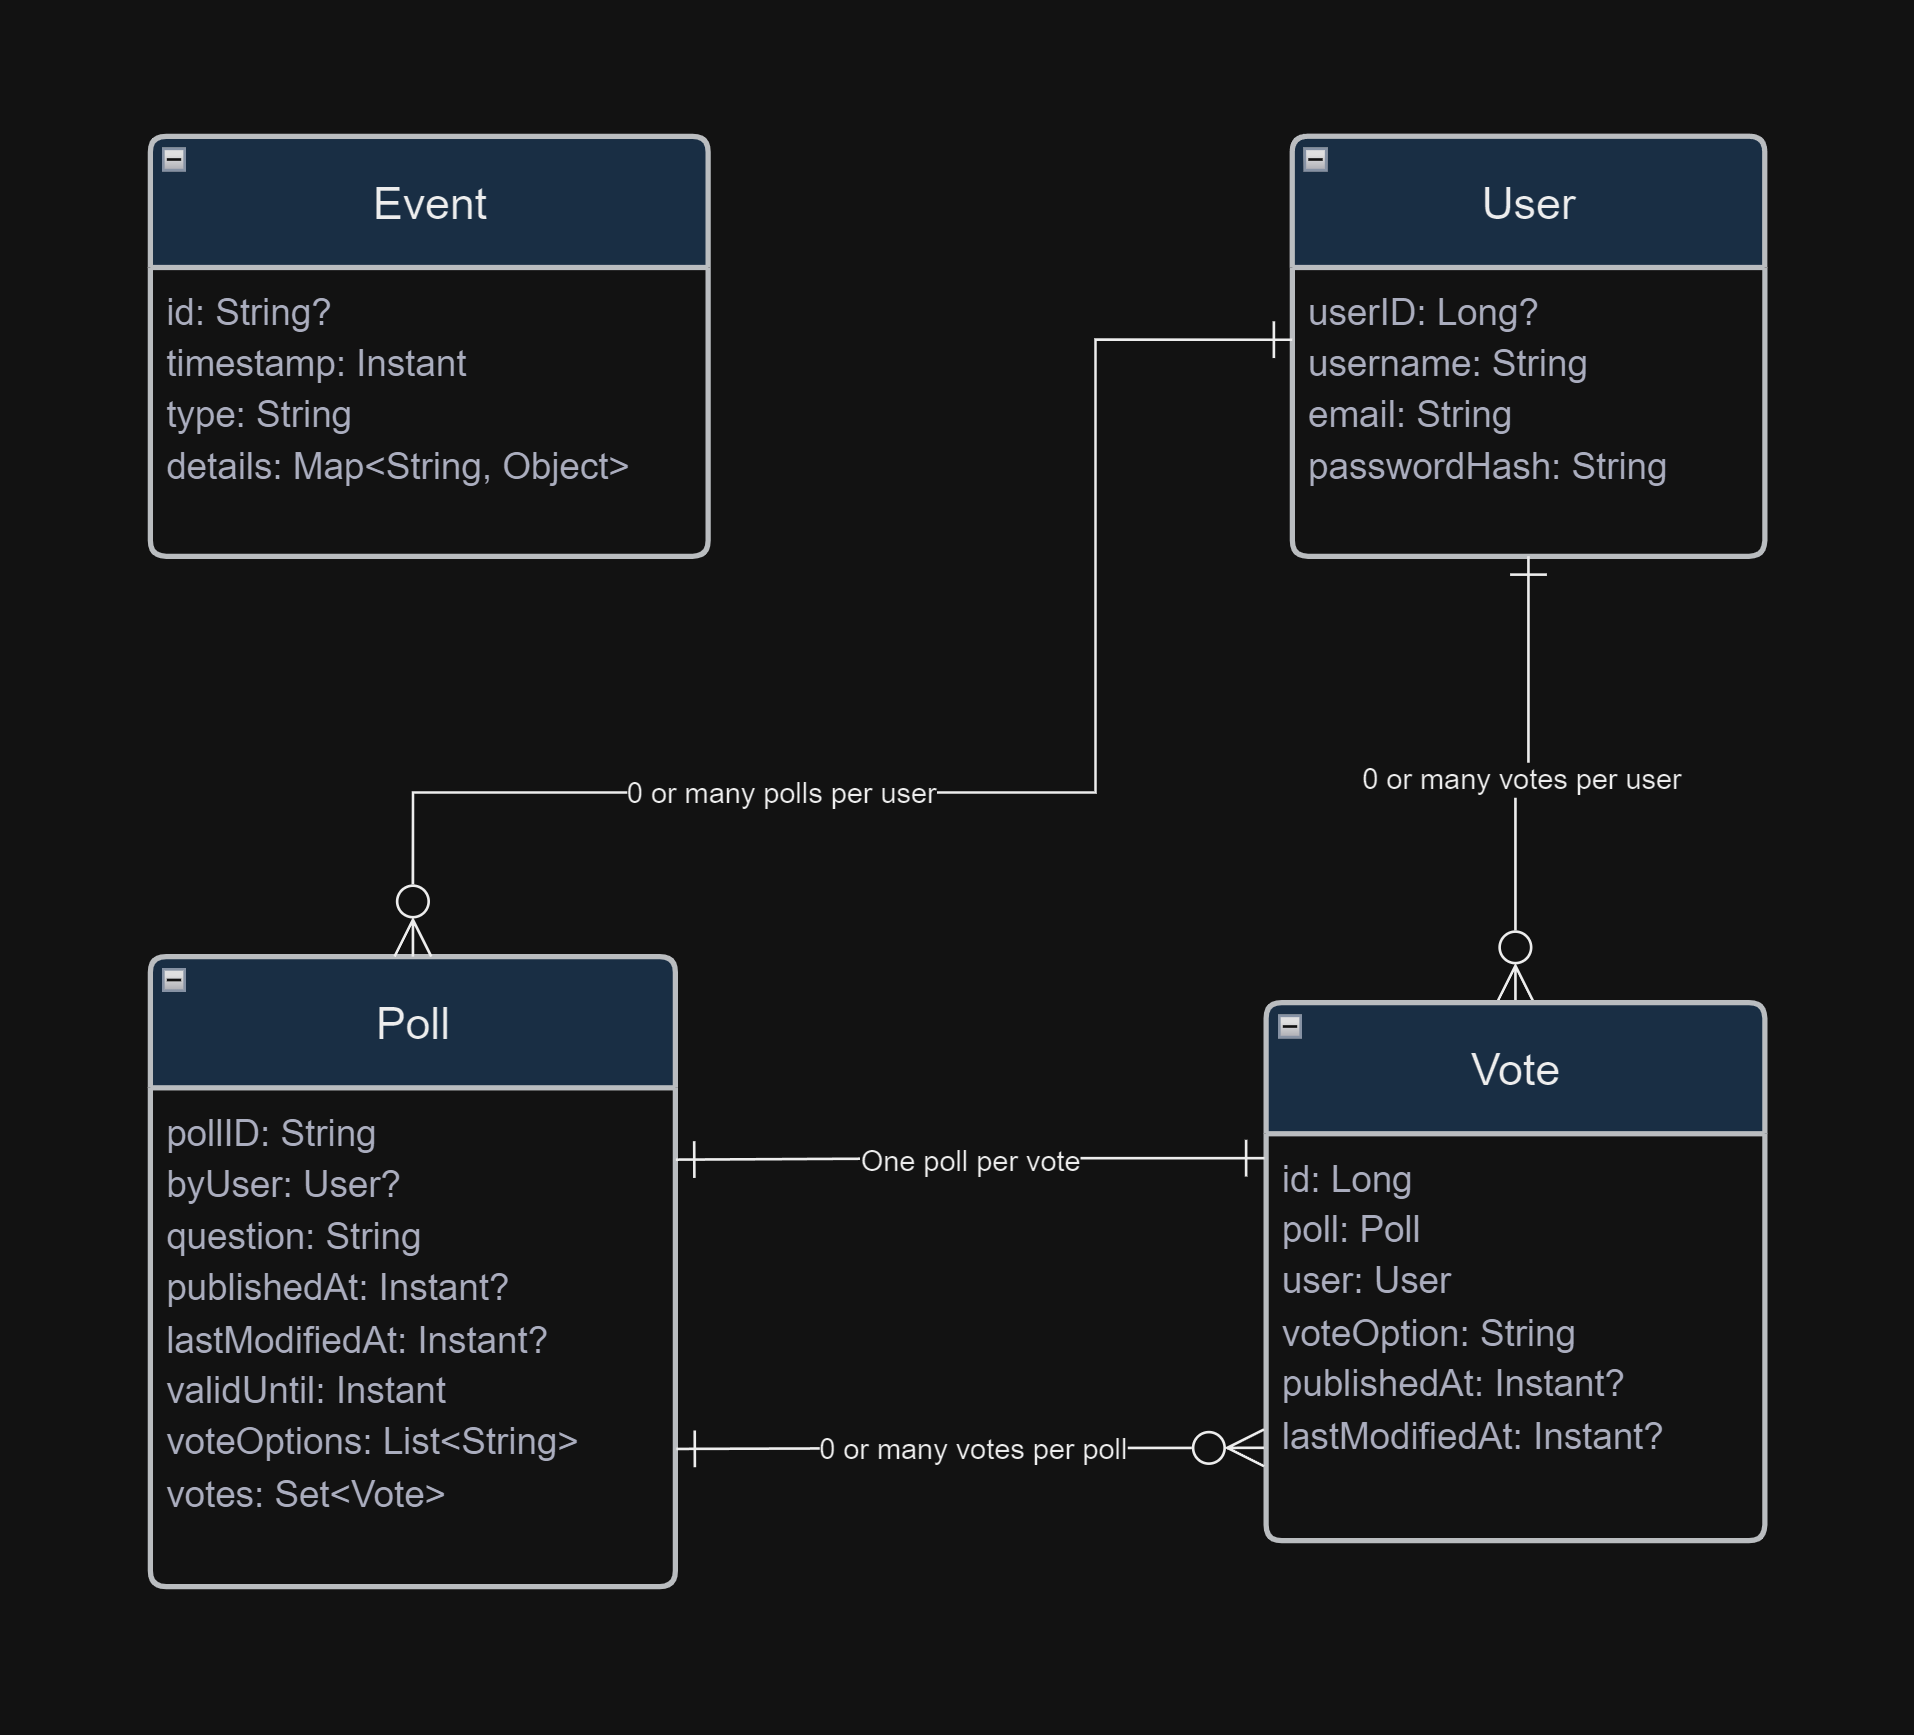 Event
id: String?
timestamp: Instant
type: String
details: Map<String, Object>
User
userID: Long?
username: String
email: String
passwordHash: String
0 or many polls per user
0 or many votes per user
Poll
pollID: String
byUser: User?
question: String
publishedAt: Instant?
lastModifiedAt: Instant?
validUntil: Instant
voteOptions: List<String>
votes: Set<Vote>
One poll per vote
0 or many votes per poll
Vote
id: Long
poll: Poll
user: User
voteOption: String
publishedAt: Instant?
lastModifiedAt: Instant?